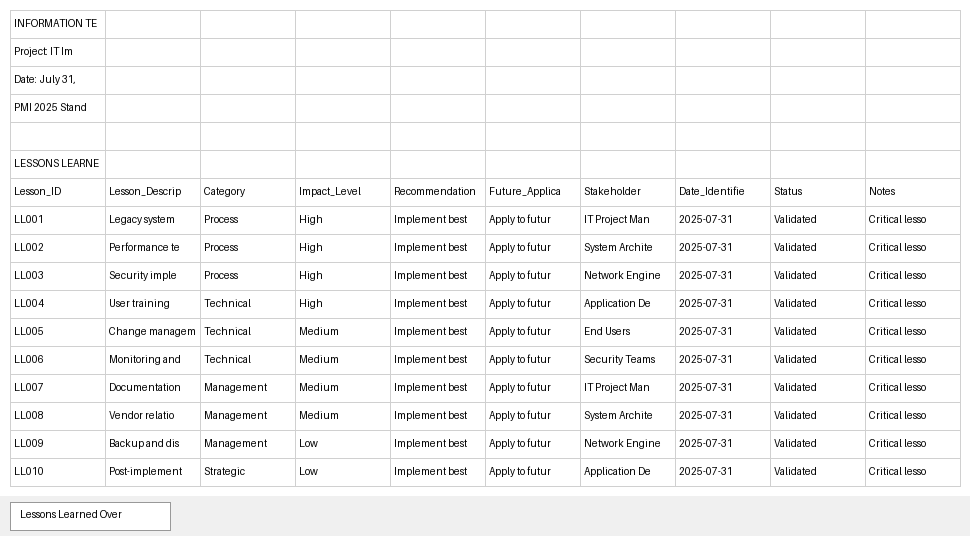 INFORMATION TE
Project: IT Im
Date: July 31,
PMI 2025 Stand
LESSONS LEARNE
Lesson_ID Lesson_Descrip Category Impact_Level Recommendation Future_Applica Stakeholder Date_Identifie Status Notes
LL001 Legacy system Process High Implement best Apply to futur IT Project Man 2025-07-31 Validated Critical lesso
LL002 Performance te Process High Implement best Apply to futur System Archite 2025-07-31 Validated Critical lesso
LL003 Security imple Process High Implement best Apply to futur Network Engine 2025-07-31 Validated Critical lesso
LL004 User training Technical High Implement best Apply to futur Application De 2025-07-31 Validated Critical lesso
LL005 Change managem Technical Medium Implement best Apply to futur End Users 2025-07-31 Validated Critical lesso
LL006 Monitoring and Technical Medium Implement best Apply to futur Security Teams 2025-07-31 Validated Critical lesso
LL007 Documentation Management Medium Implement best Apply to futur IT Project Man 2025-07-31 Validated Critical lesso
LL008 Vendor relatio Management Medium Implement best Apply to futur System Archite 2025-07-31 Validated Critical lesso
LL009 Backup and dis Management Low Implement best Apply to futur Network Engine 2025-07-31 Validated Critical lesso
LL010 Post-implement Strategic Low Implement best Apply to futur Application De 2025-07-31 Validated Critical lesso
Lessons Learned Over